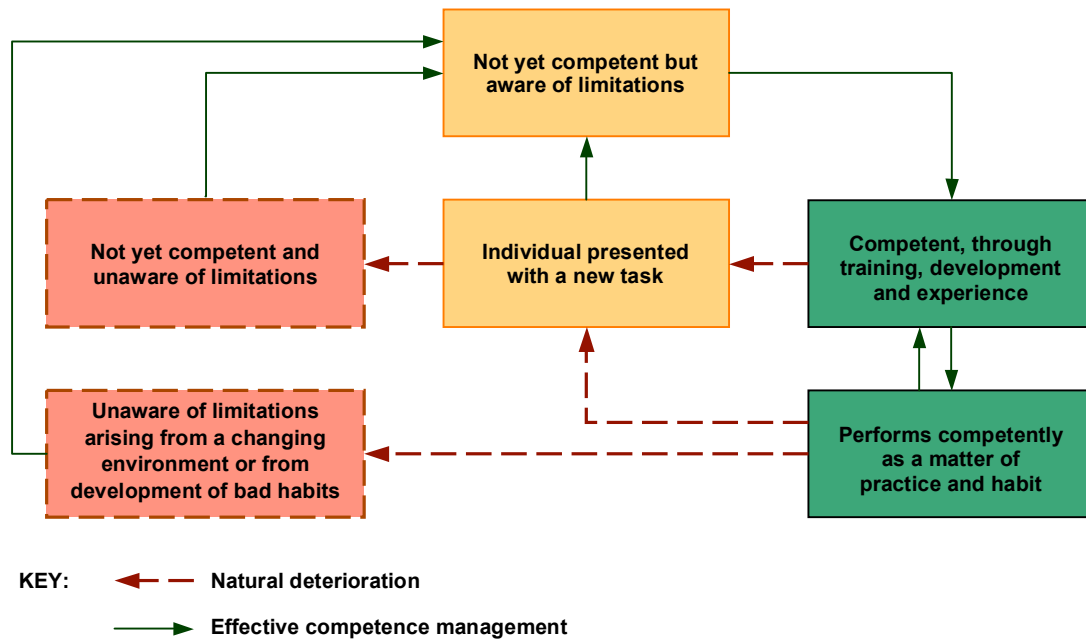 Not yet competent but
aware of limitations
Not yet competent and
unaware of limitations
Individual presented
with a new task
Competent, through
training, development
and experience
Unaware of limitations
arising from a changing
environment or from
development of bad habits
Performs competently
as a matter of
practice and habit
KEY:
Natural deterioration
Effective competence management